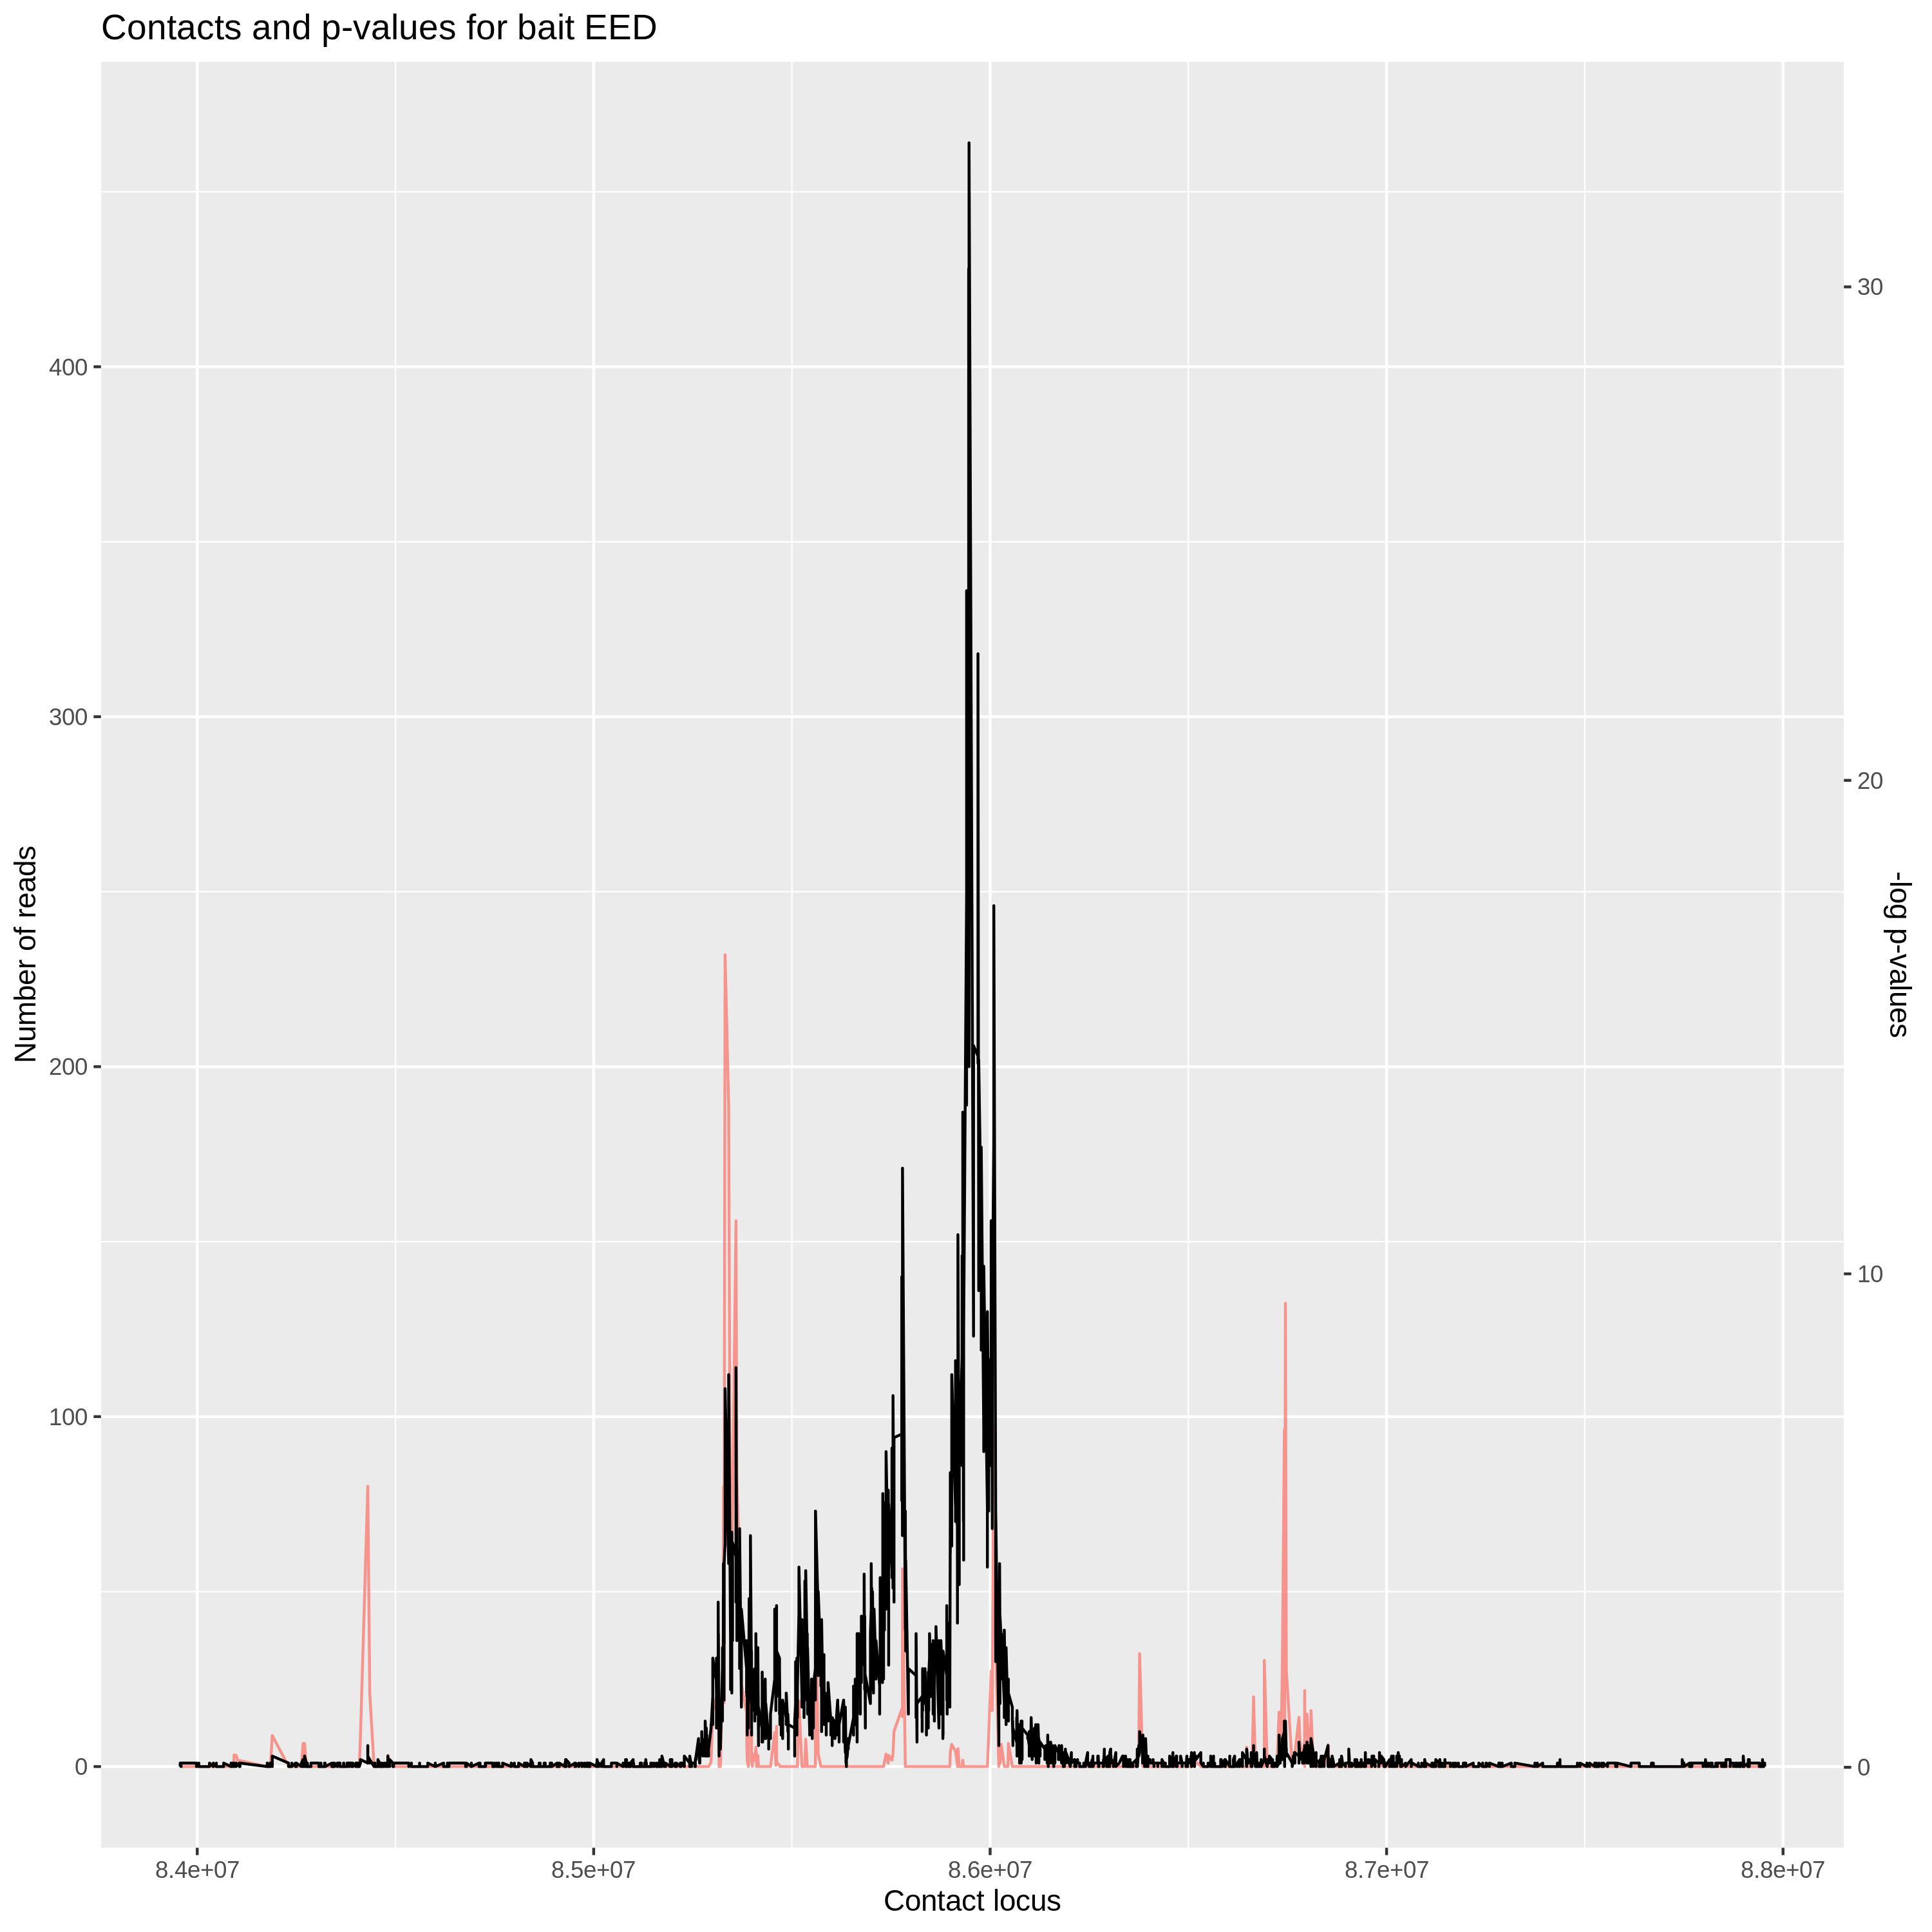 Contacts and p-values for bait EED
400
300
200
100
0
Number of reads
30
20
10
0
-log p-values
8.4e+07 8.5e+07 8.6e+07 8.7e+07 8.8e+07
Contact locus